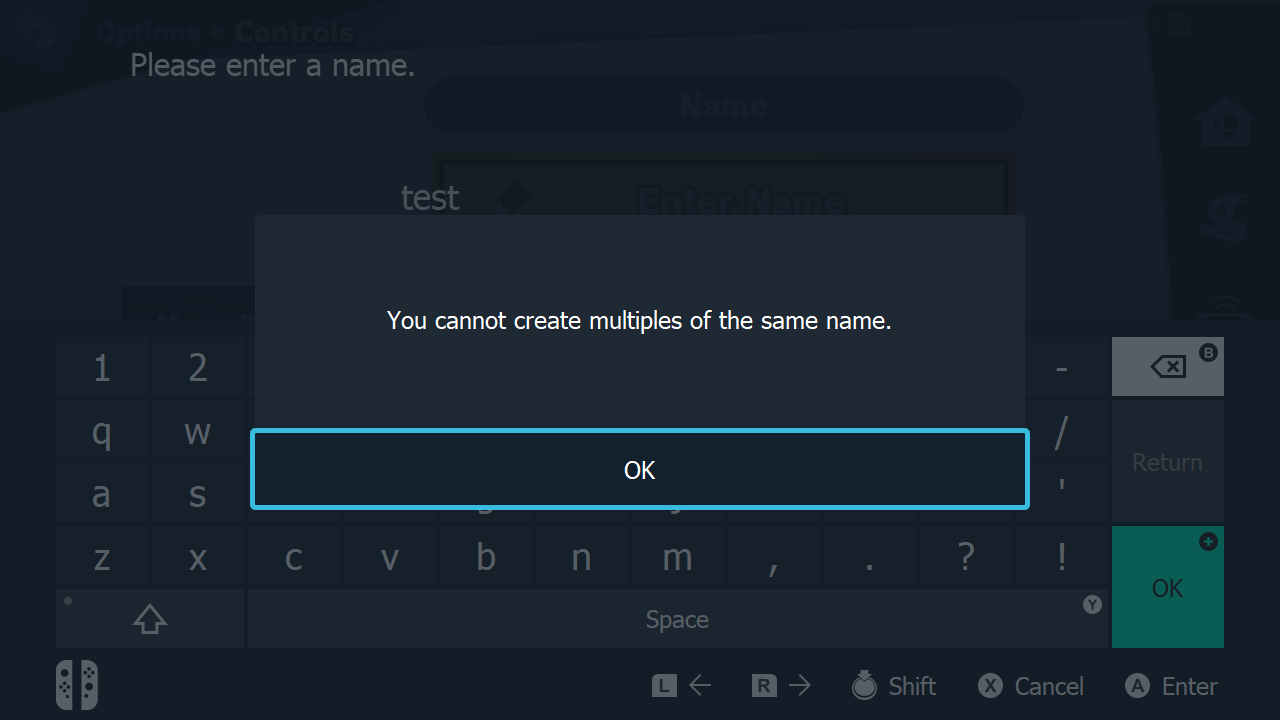 Options ▸ Controls
Please enter a name.
Name
test
Enter Name
You cannot create multiples of the same name.
1 2 -
B
q w /
Return
OK
a s '
z x c v b n m , . ? !
+
OK
Space
Y
L ← R → Shift X Cancel A Enter